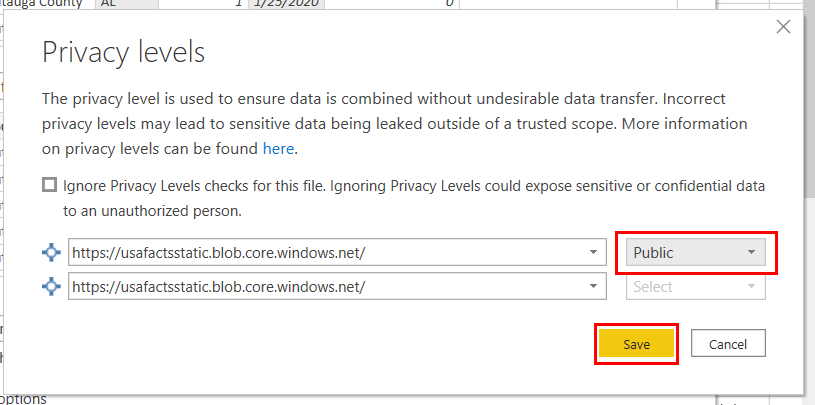 tauga County AL 1 1/25/2020 0
Privacy levels
The privacy level is used to ensure data is combined without undesirable data transfer. Incorrect
privacy levels may lead to sensitive data being leaked outside of a trusted scope. More information
on privacy levels can be found here.
Ignore Privacy Levels checks for this file. Ignoring Privacy Levels could expose sensitive or confidential data
to an unauthorized person.
https://usafactsstatic.blob.core.windows.net/ Public
https://usafactsstatic.blob.core.windows.net/ Select
Save Cancel
options